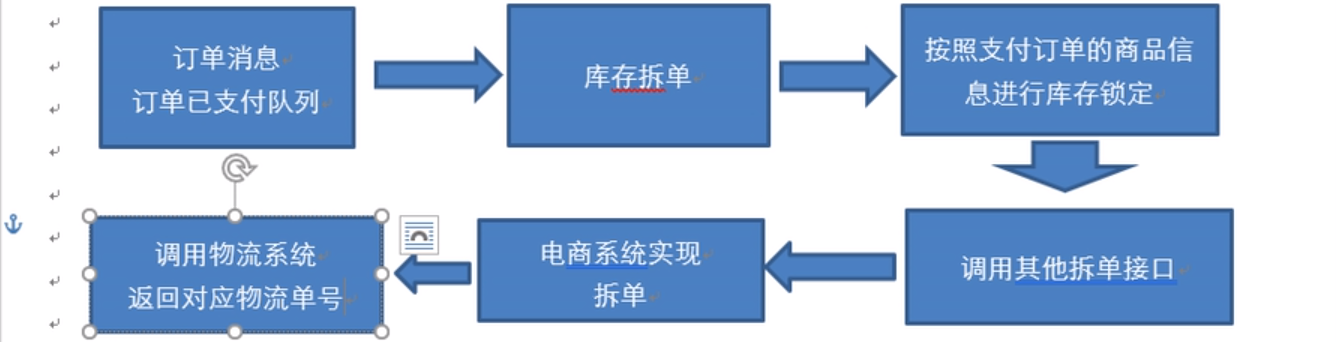 订单消息
订单已支付队列
库存拆单
按照支付订单的商品信
息进行库存锁定
调用其他拆单接口
电商系统实现
拆单
调用物流系统
返回对应物流单号